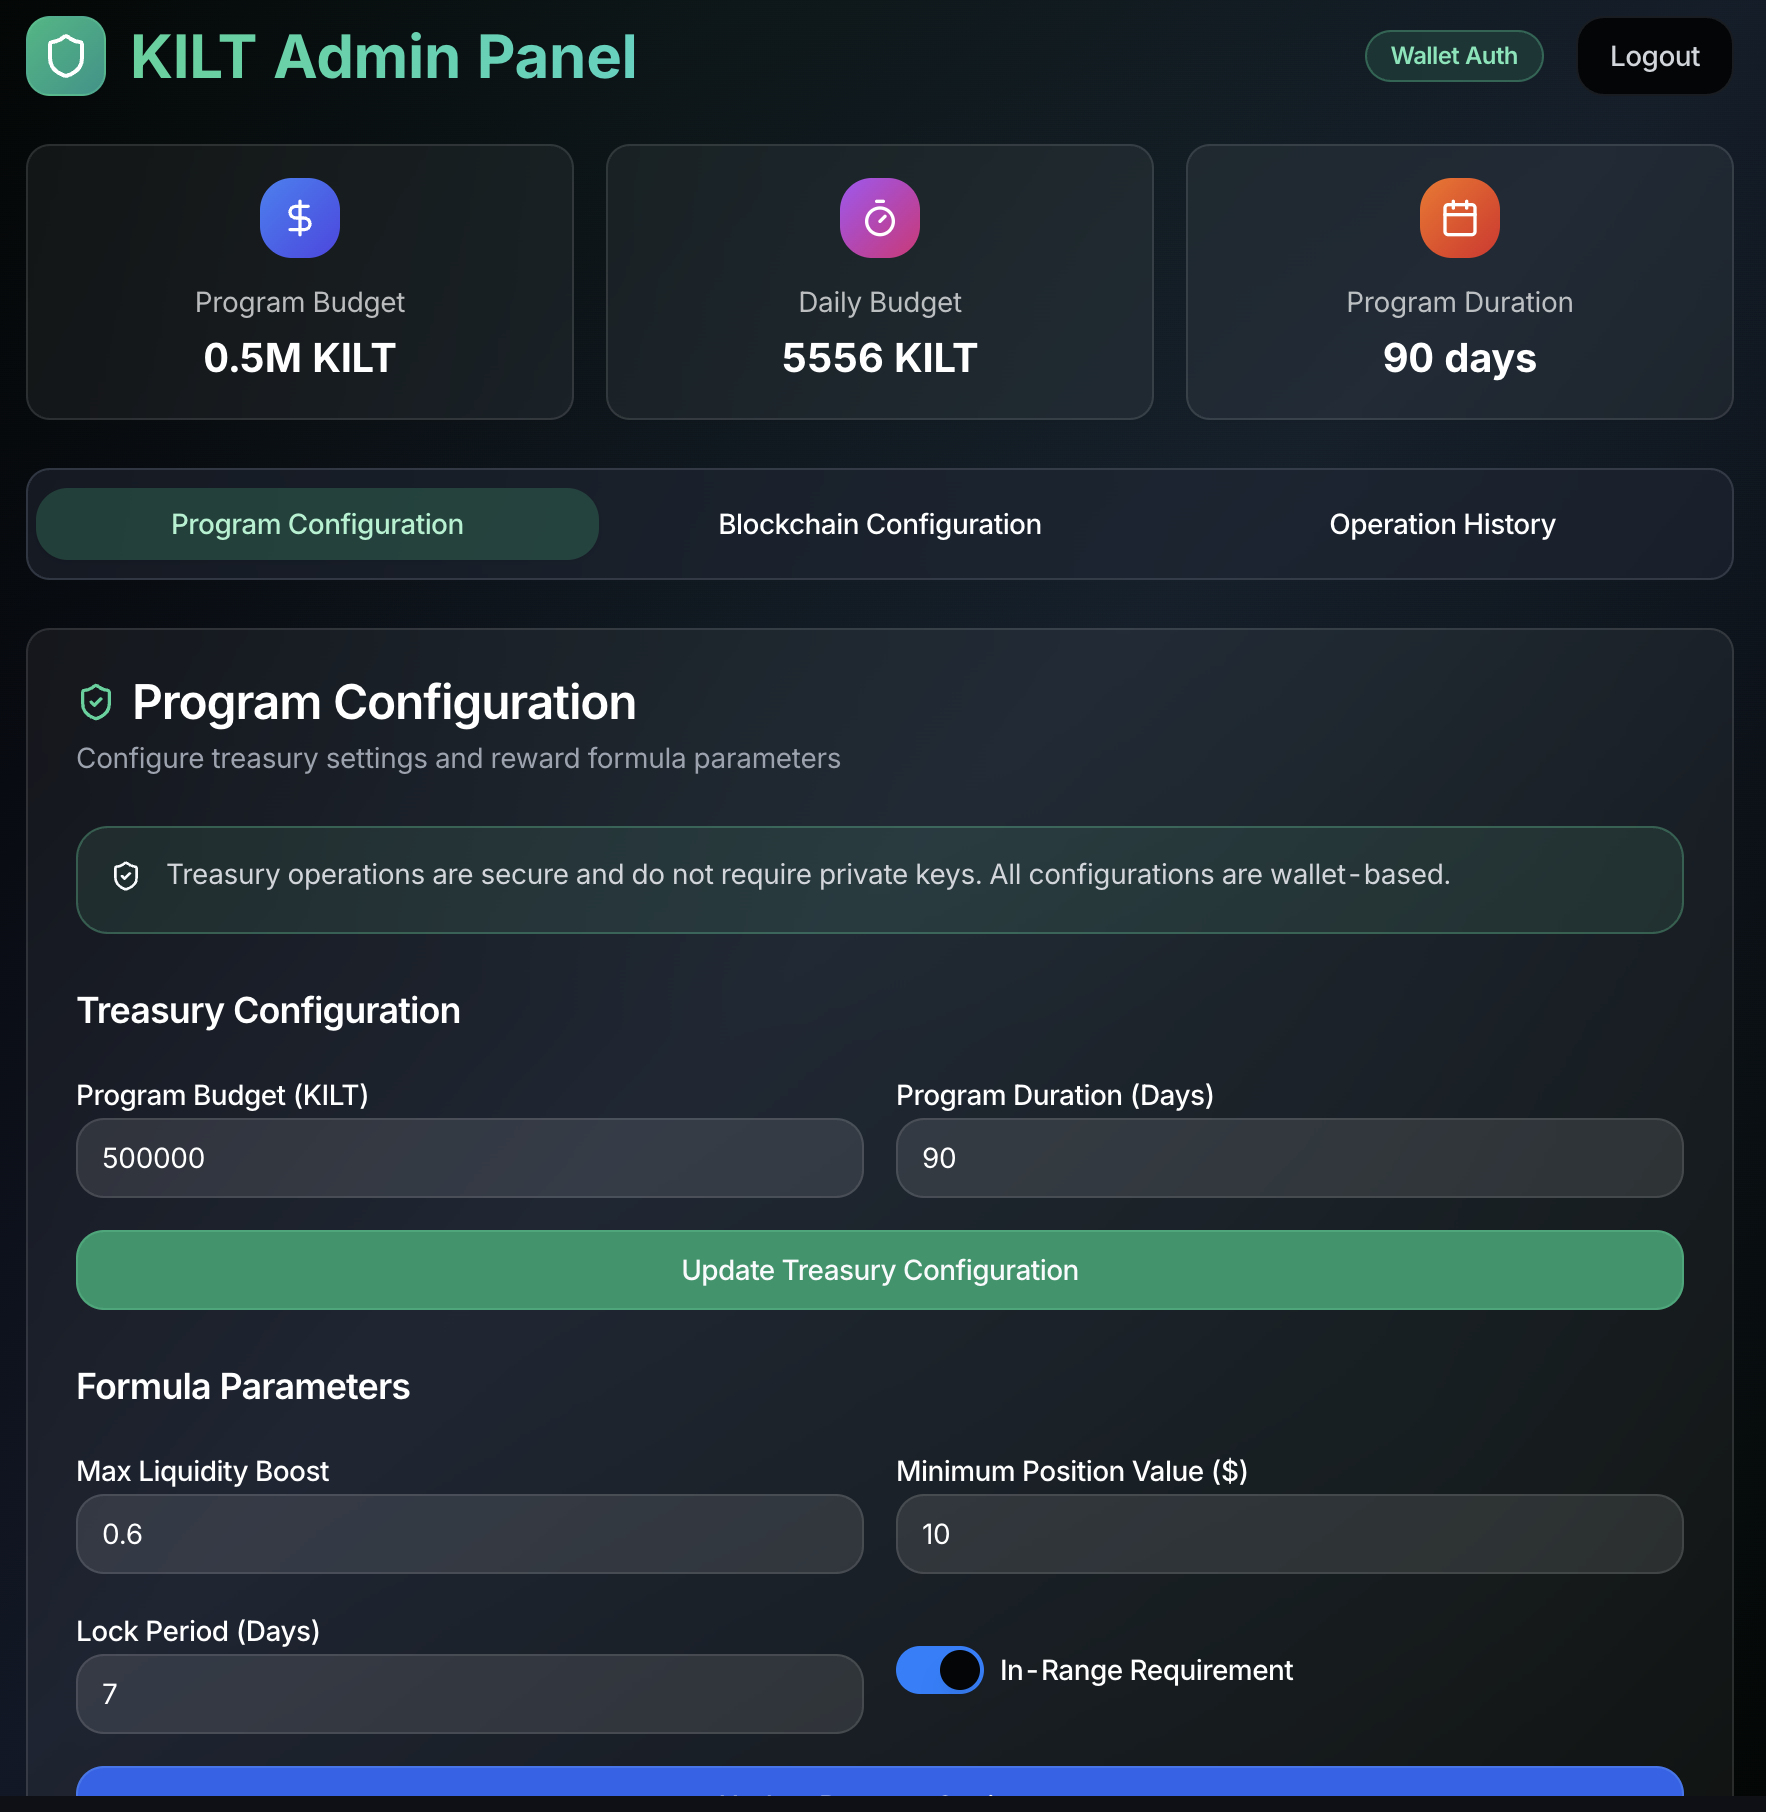 KILT Admin Panel
Wallet Auth
Logout
Program Budget
0.5M KILT
Daily Budget
5556 KILT
Program Duration
90 days
Program Configuration
Blockchain Configuration
Operation History
Program Configuration
Configure treasury settings and reward formula parameters
Treasury operations are secure and do not require private keys. All configurations are wallet-based.
Treasury Configuration
Program Budget (KILT)
Program Duration (Days)
500000
90
Update Treasury Configuration
Formula Parameters
Max Liquidity Boost
Minimum Position Value ($)
0.6
10
Lock Period (Days)
7
In-Range Requirement